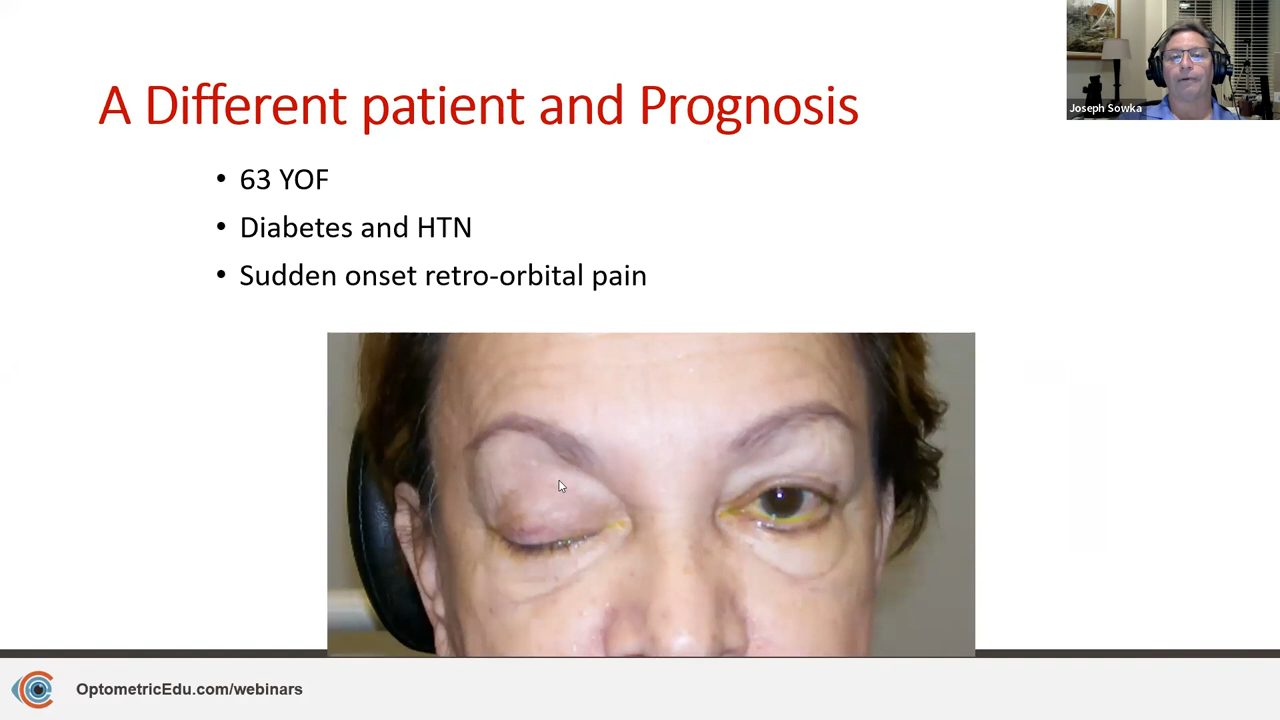 A Different patient and Prognosis
Joseph Sowka
• 63 YOF
• Diabetes and HTN
• Sudden onset retro-orbital pain
OptometricEdu.com/webinars